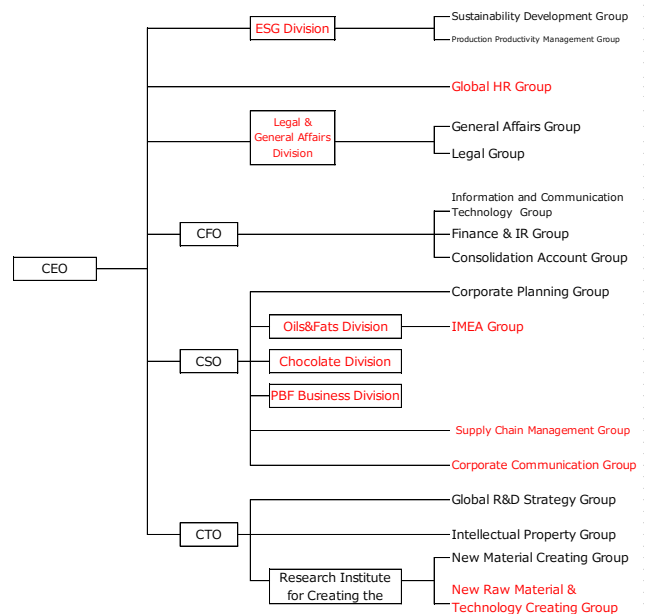 Sustainability Development Group
ESG Division
Production Productivity Management Group
Global HR Group
Legal &
General Affairs
Division
General Affairs Group
Legal Group
Information and Communication
Technology Group
CFO
Finance & IR Group
Consolidation Account Group
CEO
Corporate Planning Group
Oils&Fats Division
IMEA Group
CSO
Chocolate Division
PBF Business Division
Supply Chain Management Group
Corporate Communication Group
Global R&D Strategy Group
CTO
Intellectual Property Group
New Material Creating Group
Research Institute
for Creating the
New Raw Material &
Technology Creating Group